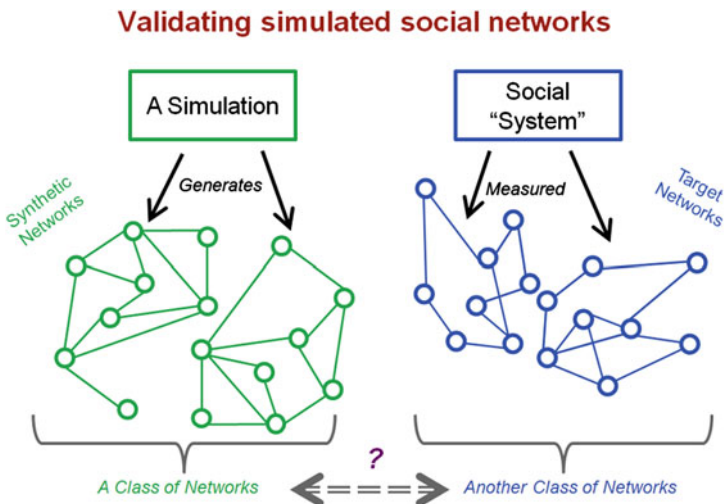 Validating simulated social networks
A Simulation
Social
“System”
Synthetic
Networks
Generates
Measured
Target
Networks
?
A Class of Networks
Another Class of Networks